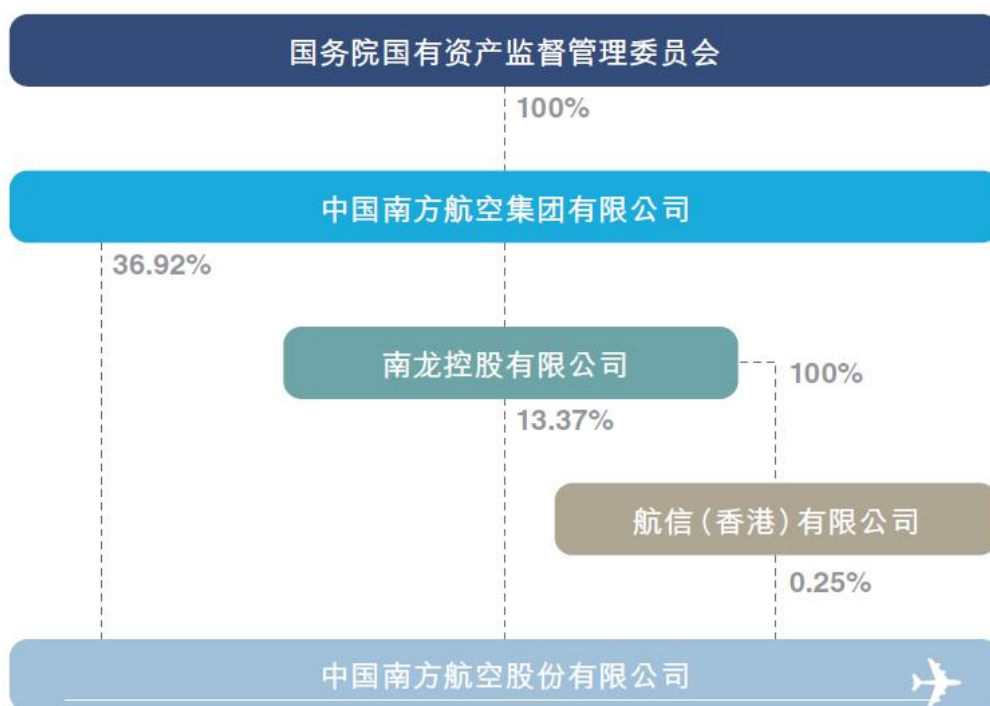 国务院国有资产监督管理委员会
100%
中国南方航空集团有限公司
36.92%
南龙控股有限公司
100%
13.37%
航信(香港)有限公司
0.25%
中国南方航空股份有限公司